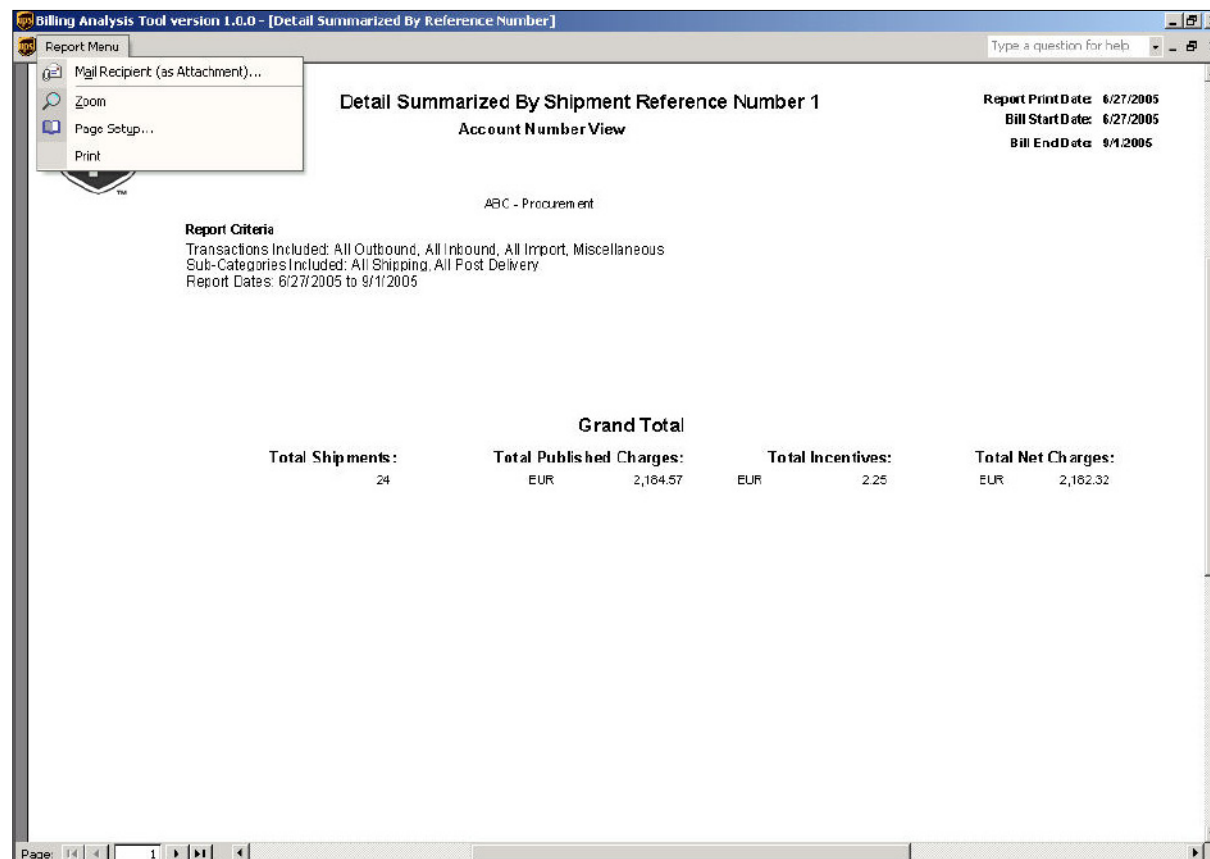 Billing Analysis Tool version 1.0.0 - [Detail Summarized By Reference Number]
Report Menu
Type a question for help
Mail Recipient (as Attachment)...
Zoom
Page Setup...
Print
Detail Summarized By Shipment Reference Number 1
Account Number View
Report Print Date: 6/27/2005
Bill Start Date: 6/27/2005
Bill End Date: 9/1/2005
TM
ABC - Procurement
Report Criteria
Transactions Included: All Outbound, All Inbound, All Import, Miscellaneous
Sub-Categories Included: All Shipping, All Post Delivery
Report Dates: 6/27/2005 to 9/1/2005
Grand Total
Total Shipments: Total Published Charges: Total Incentives: Total Net Charges:
24 EUR 2,184.57 EUR 2.25 EUR 2,182.32
Page: 1